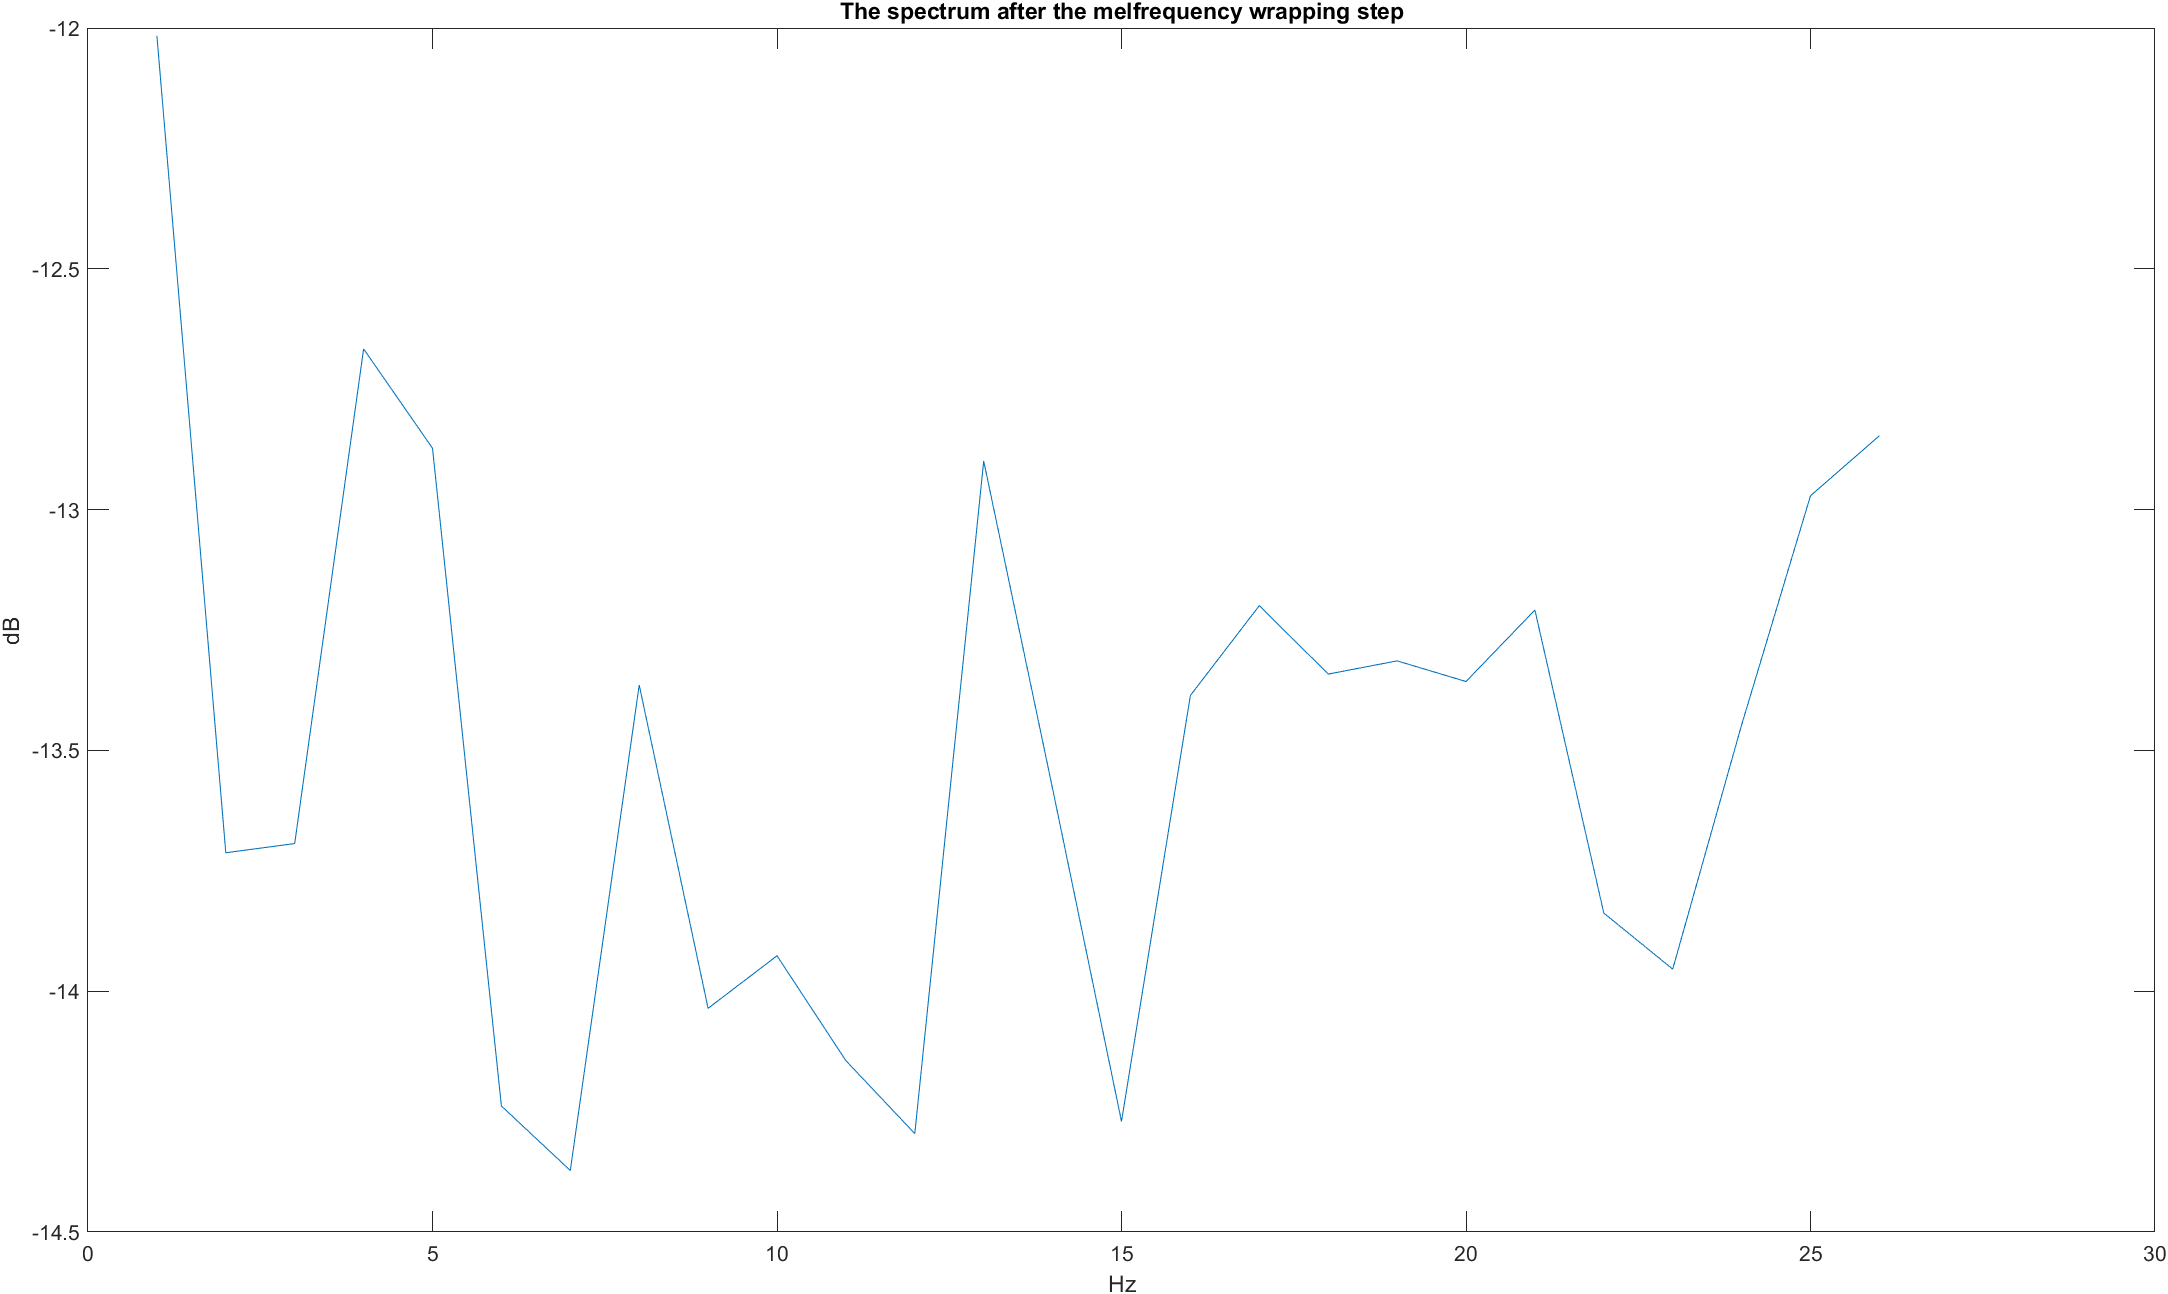 The spectrum after the melfrequency wrapping step
-12
-12.5
-13
-13.5
-14
-14.5
dB
0 5 10 15 20 25 30
Hz